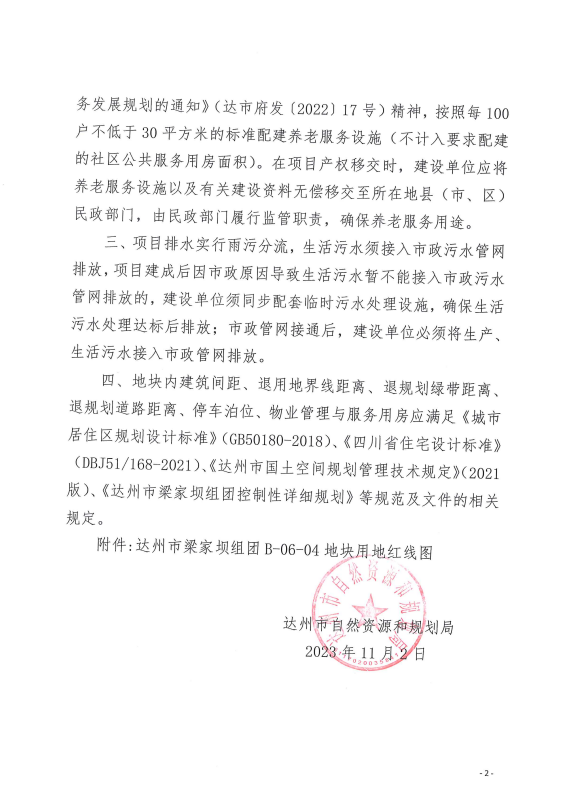 务发展规划的通知》（达市府发〔2022〕17号）精神，按照每100
户不低于30平方米的标准配建养老服务设施（不计入要求配建
的社区公共服务用房面积）。在项目产权移交时，建设单位应将
养老服务设施以及有关建设资料无偿移交至所在地县（市、区）
民政部门，由民政部门履行监管职责，确保养老服务用途。
三、项目排水实行雨污分流，生活污水须接入市政污水管网
排放，项目建成后因市政原因导致生活污水暂不能接入市政污水
管网排放的，建设单位须同步配套临时污水处理设施，确保生活
污水处理达标后排放；市政管网接通后，建设单位必须将生产、
生活污水接入市政管网排放。
四、地块内建筑间距、退用地界线距离、退规划绿带距离、
退规划道路距离、停车泊位、物业管理与服务用房应满足《城市
居住区规划设计标准》（GB50180-2018）、《四川省住宅设计标准》
（DBJ51/168-2021）、《达州市国土空间规划管理技术规定》（2021
版）、《达州市梁家坝组团控制性详细规划》等规范及文件的相关
规定。
附件:达州市梁家坝组团B-06-04地块用地红线图
达州市自然资源和规划局
达州市自然资源和规划局
2023年11月2日
-2-